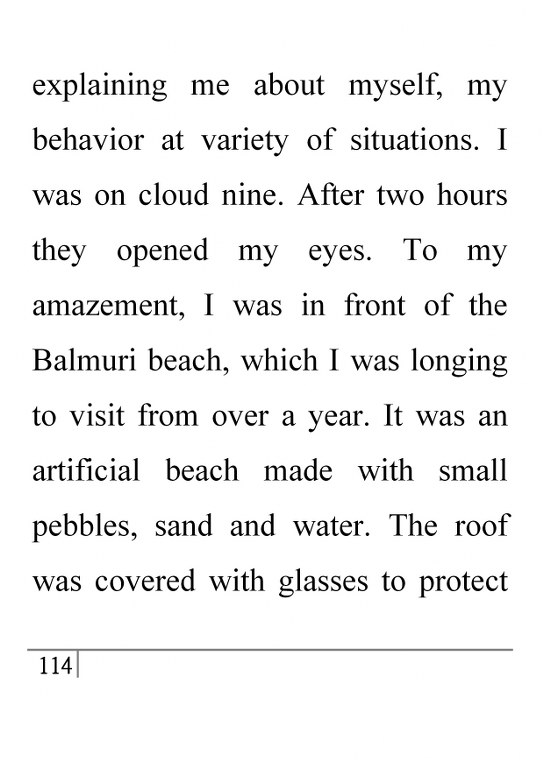 explaining me about myself, my
behavior at variety of situations. I
was on cloud nine. After two hours
they opened my eyes. To my
amazement, I was in front of the
Balmuri beach, which I was longing
to visit from over a year. It was an
artificial beach made with small
pebbles, sand and water. The roof
was covered with glasses to protect
114